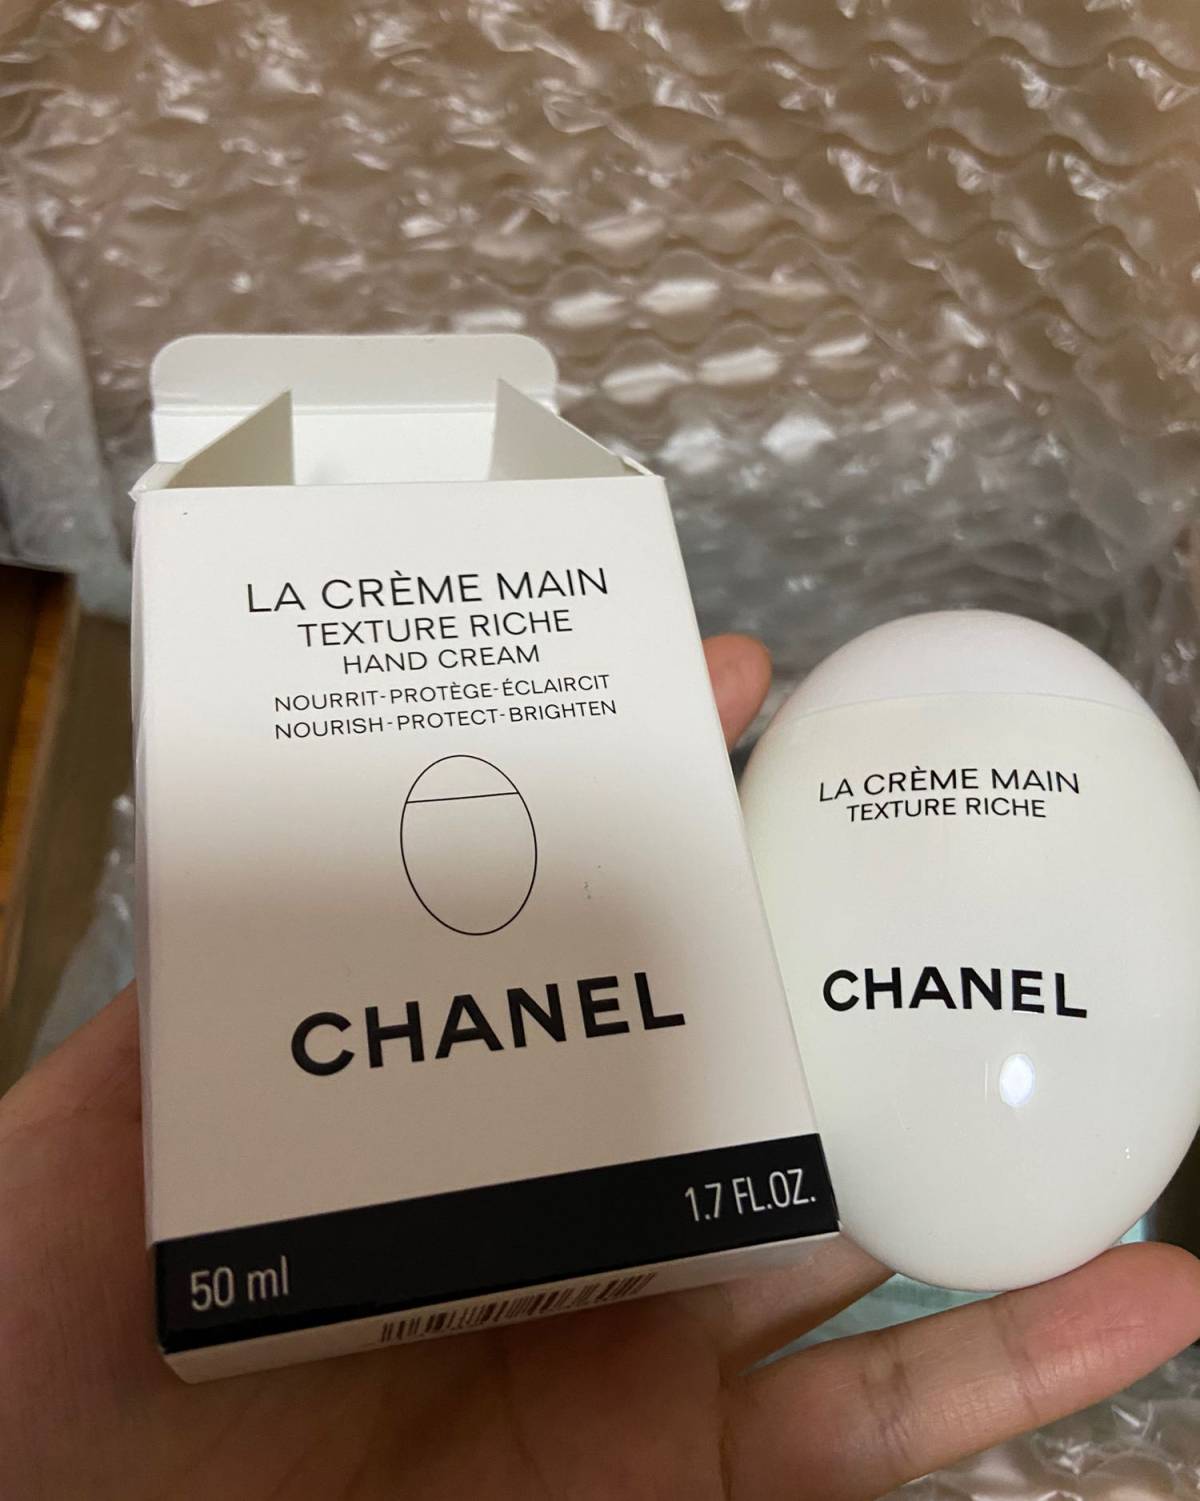 LA CRÈME MAIN
TEXTURE RICHE
HAND CREAM
NOURRIT-PROTÈGE-ÉCLAIRCIT
NOURISH-PROTECT-BRIGHTEN
CHANEL
50 ml
1.7 FL.OZ.
LA CRÈME MAIN
TEXTURE RICHE
CHANEL